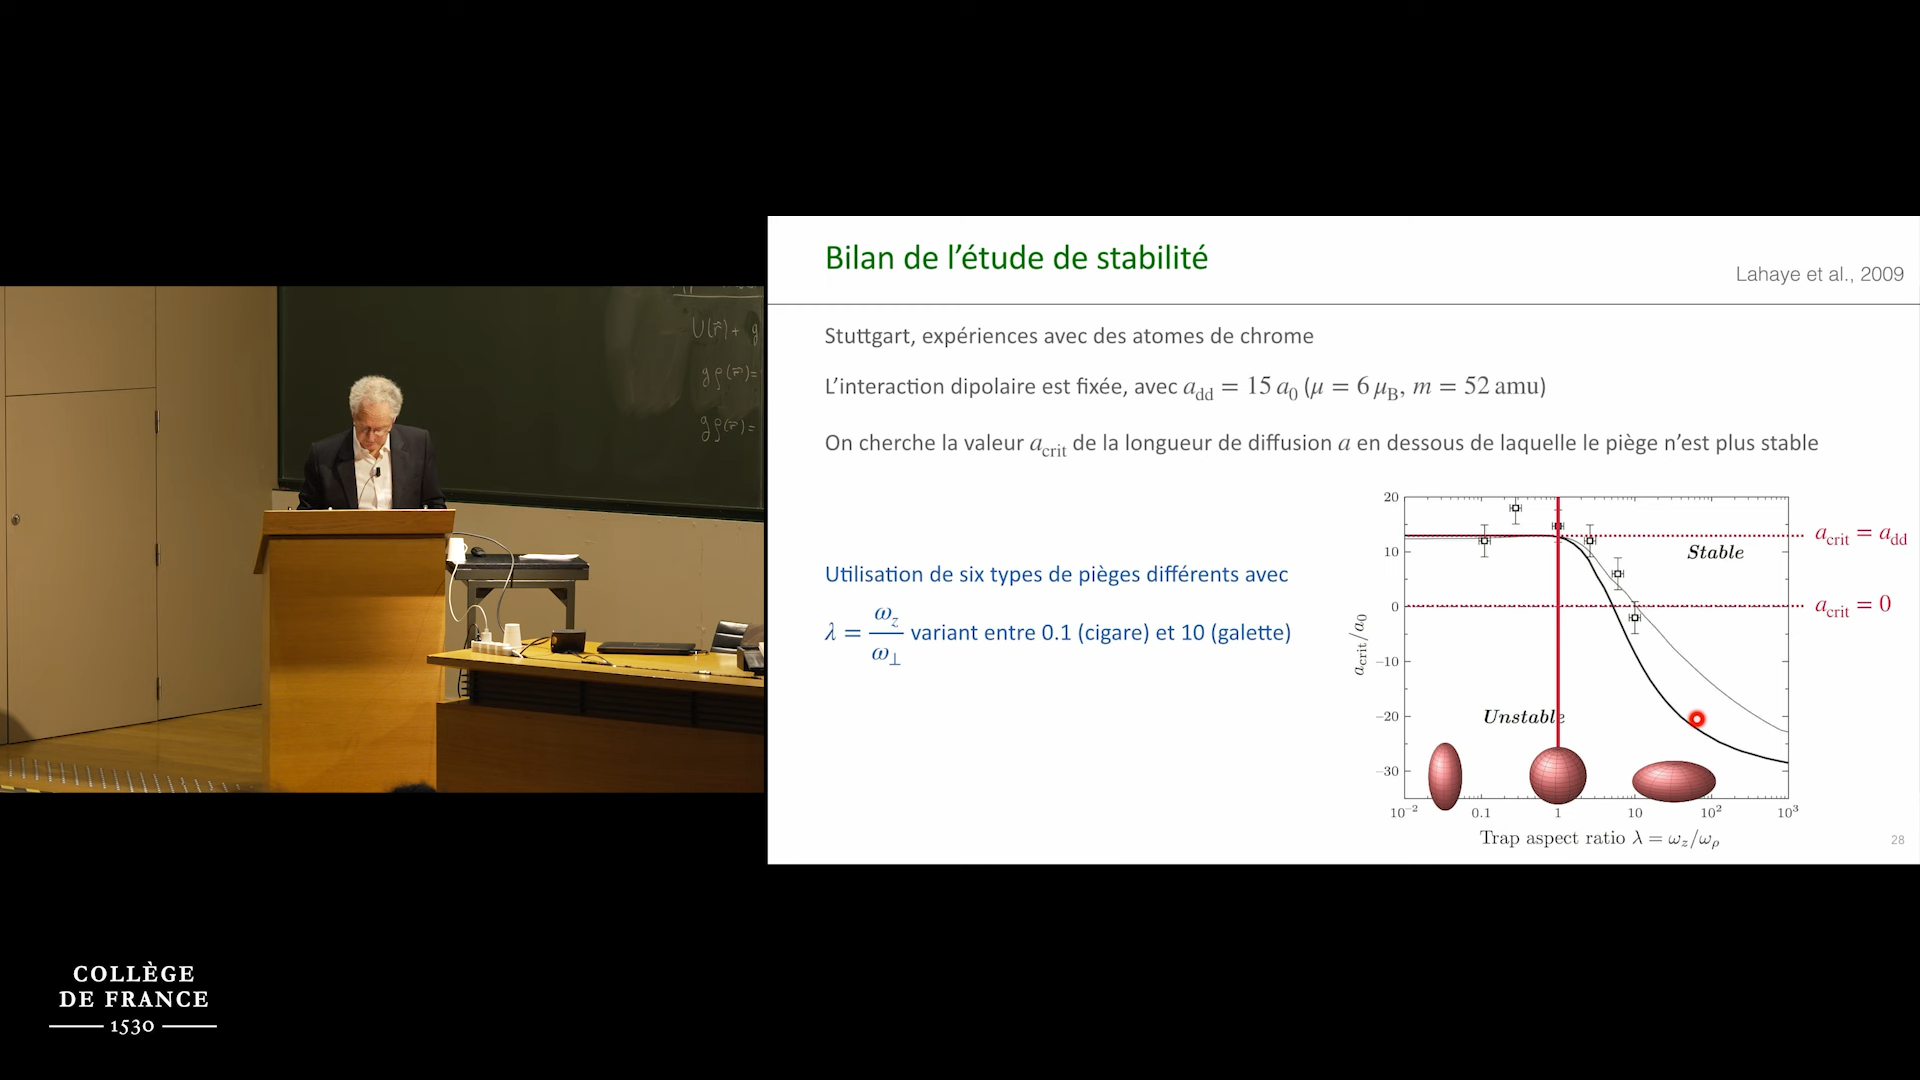 U(r⃗)+ g
gρ(r⃗)=
gρ(r⃗)=
Bilan de l’étude de stabilité
Lahaye et al., 2009
Stuttgart, expériences avec des atomes de chrome
L’interaction dipolaire est fixée, avec a_dd = 15 a_0 (μ = 6 μ_B, m = 52 amu)
On cherche la valeur a_crit de la longueur de diffusion a en dessous de laquelle le piège n’est plus stable
Utilisation de six types de pièges différents avec
λ = ω_z/ω_⊥ variant entre 0.1 (cigare) et 10 (galette)
20
10
0
−10
−20
−30
a_crit/a_0
Stable
Unstable
a_crit = a_dd
a_crit = 0
10⁻² 0.1 1 10 10² 10³
Trap aspect ratio λ = ω_z/ω_ρ
28
COLLÈGE
DE FRANCE
1530